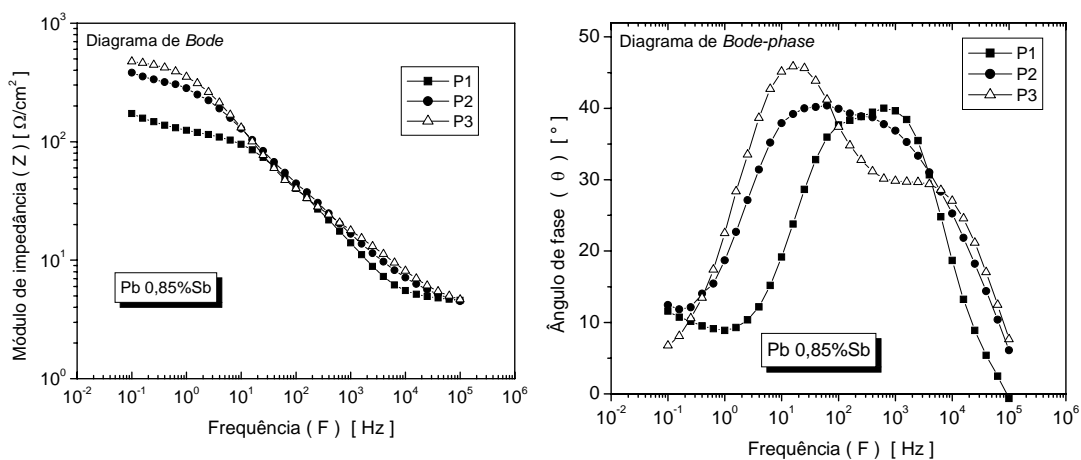 Diagrama de Bode
P1
P2
P3
Pb 0,85%Sb
Módulo de impedância ( Z ) [ Ω/cm²]
10³
10²
10¹
10⁰
10⁻² 10⁻¹ 10⁰ 10¹ 10² 10³ 10⁴ 10⁵ 10⁶
Frequência ( F ) [ Hz ]
Diagrama de Bode-phase
P1
P2
P3
Pb 0,85%Sb
Ângulo de fase ( θ ) [ ° ]
50
40
30
20
10
0
10⁻² 10⁻¹ 10⁰ 10¹ 10² 10³ 10⁴ 10⁵ 10⁶
Frequência ( F ) [ Hz ]